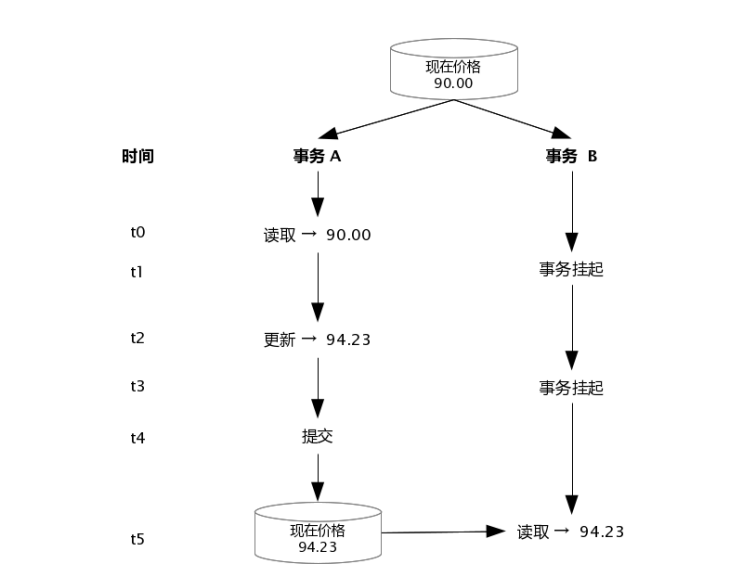 现在价格
90.00
时间
事务 A
事务 B
t0
读取 → 90.00
t1
事务挂起
t2
更新 → 94.23
t3
事务挂起
t4
提交
t5
现在价格
94.23
读取 → 94.23